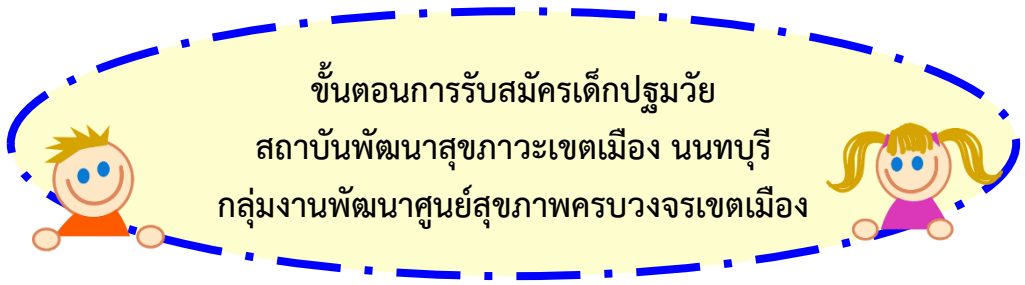 ขั้นตอนการรับสมัครเด็กปฐมวัย
สถาบันพัฒนาสุขภาวะเขตเมือง นนทบุรี
กลุ่มงานพัฒนาศูนย์สุขภาพครบวงจรเขตเมือง